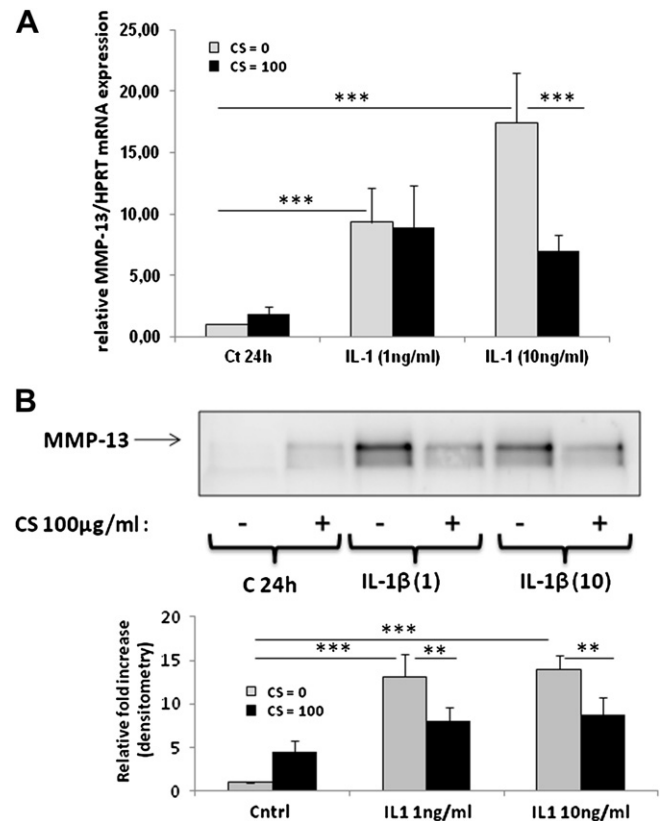 A
relative MMP-13/HPRT mRNA expression
25,00
20,00
15,00
10,00
5,00
0,00
CS = 0
CS = 100
***
***
***
Ct 24h IL-1 (1ng/ml) IL-1 (10ng/ml)
B
MMP-13
CS 100µg/ml : - + - + - +
C 24h IL-1β (1) IL-1β (10)
Relative fold increase
(densitometry)
20
15
10
5
0
CS = 0
CS = 100
***
*** ** **
Cntrl IL1 1ng/ml IL1 10ng/ml